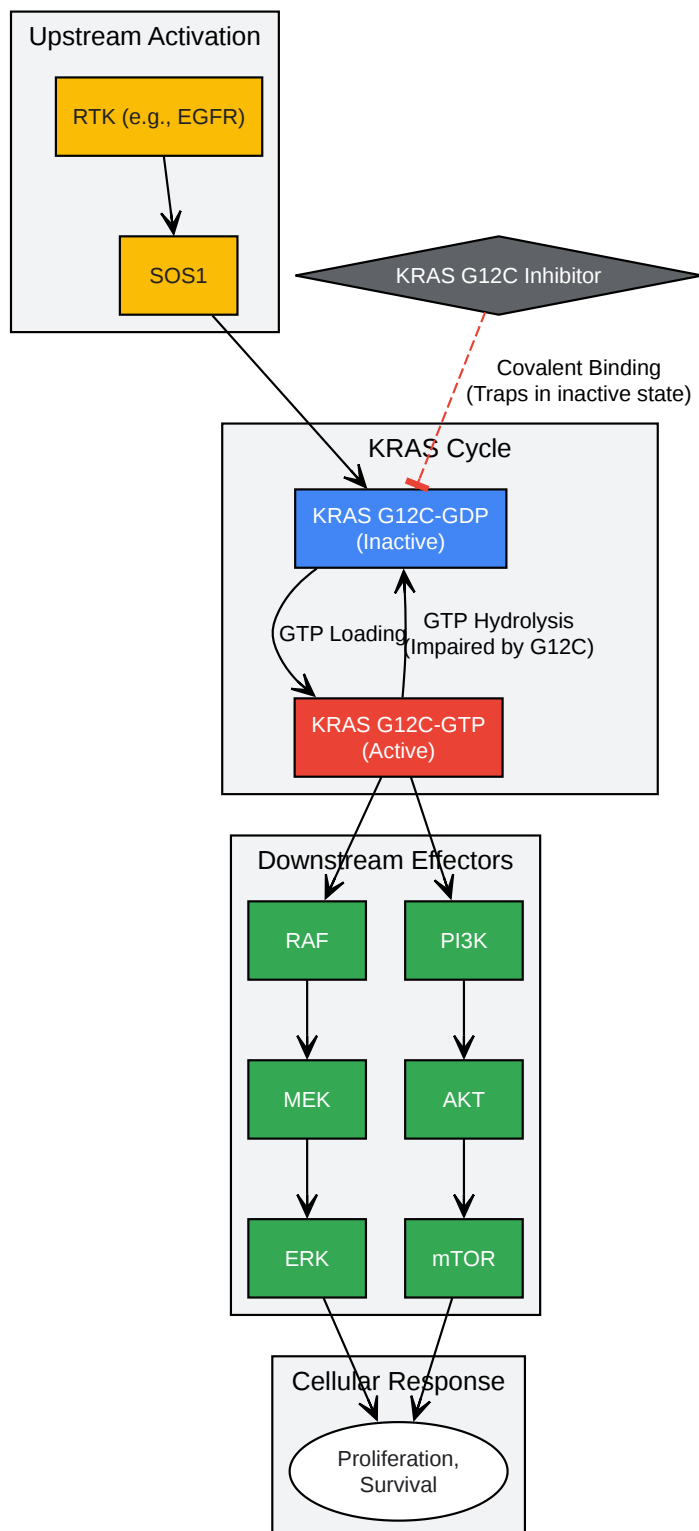 Upstream Activation
RTK (e.g., EGFR)
SOS1
KRAS G12C Inhibitor
Covalent Binding
(Traps in inactive state)
KRAS Cycle
KRAS G12C-GDP
(Inactive)
GTP Loading
GTP Hydrolysis
(Impaired by G12C)
KRAS G12C-GTP
(Active)
Downstream Effectors
RAF
PI3K
MEK
AKT
ERK
mTOR
Cellular Response
Proliferation,
Survival